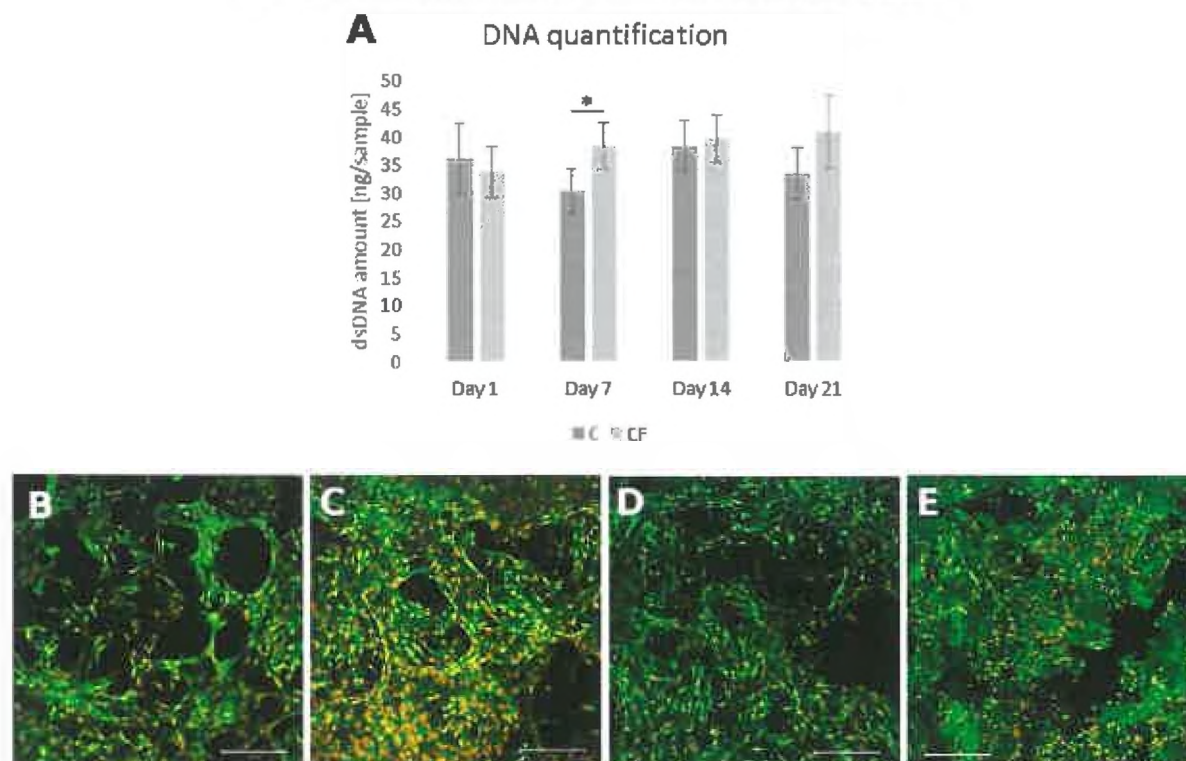 A
DNA quantification
dsDNA amount [ng/sample]
50
45
40
35
30
25
20
15
10
5
0
*
Day 1
Day 7
Day 14
Day 21
C CF
B
C
D
E